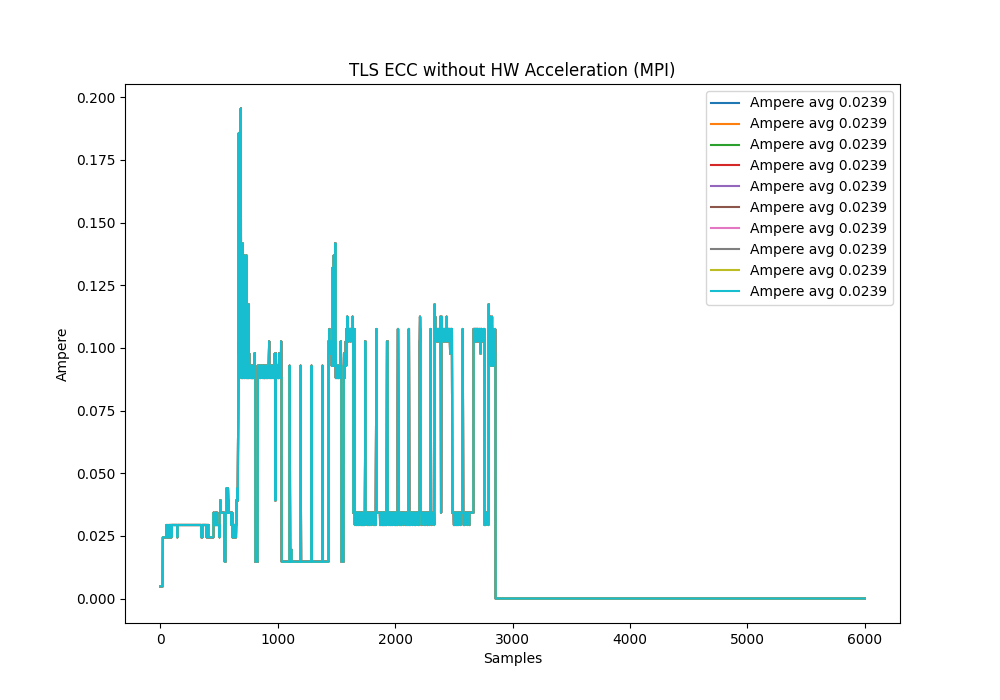 TLS ECC without HW Acceleration (MPI)
Ampere avg 0.0239
Ampere avg 0.0239
Ampere avg 0.0239
Ampere avg 0.0239
Ampere avg 0.0239
Ampere avg 0.0239
Ampere avg 0.0239
Ampere avg 0.0239
Ampere avg 0.0239
Ampere avg 0.0239
0.200
0.175
0.150
0.125
0.100
0.075
0.050
0.025
0.000
Ampere
0 1000 2000 3000 4000 5000 6000
Samples